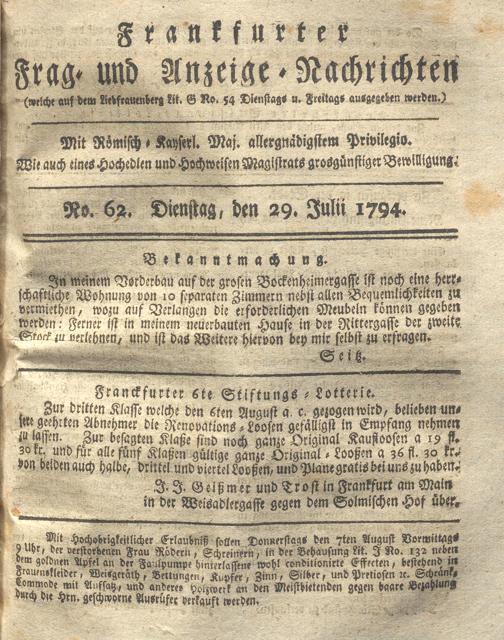 Frankfurter
Frag- und Anzeige-Nachrichten
(welche auf dem Liebfrauenberg Lit. G No. 54 Dienstags u. Freitags ausgegeben werden.)
Mit Römisch-Kayserl. Maj. allergnädigstem Privilegio.
Wie auch eines Hochedlen und Hochweisen Magistrats grosgünstiger Bewilligung.
No. 62. Dienstag, den 29. Julii 1794.
Bekanntmachung.
In meinem Vorderbau auf der grosen Bockenheimergasse ist noch eine herr-
schaftliche Wohnung von 10 separaten Zimmern nebst allen Bequemlichkeiten zu
vermiethen, wozu auf Verlangen die erforderlichen Meubeln können gegeben
werden: Ferner ist in meinem neuerbauten Hause in der Rittergasse der zweite
Stock zu verlehnen, und ist das Weitere hiervon bey mir selbst zu erfragen.
Seitz.
Franckfurter 6te Stiftungs-Lotterie.
Zur dritten Klasse welche den 6ten August a. c. gezogen wird, belieben un-
sere geehrten Abnehmer die Renovations-Loosen gefälligst in Empfang nehmen
zu lassen. Zur besagten Klaße sind noch ganze Original Kaufloosen a 19 fl.
30 kr. und für alle fünf Klaßen gültige ganze Original-Looßen a 36 fl. 30 kr.
von beiden auch halbe, drittel und viertel Looßen, und Plane gratis bei uns zu haben.
J. J. Geißmer und Trost in Frankfurt am Main
in der Weisadlergasse gegen dem Solmischen Hof über.
Mit Hochobrigkeitlicher Erlaubniß sollen Donnerstags den 7ten August Vormittags
9 Uhr, der verstorbenen Frau Röderin, Schreinern, in der Behausung Lit. J No. 132 neben
dem goldnen Apfel an der Faulpumpe hinterlassene wohl conditionirte Effecten, bestehend in
Frauenskleider, Weisgeräth, Bettungen, Kupfer, Zinn, Silber, und Pretiosen 2c. Schränk,
Commode mit Aufsatz, und anderes Holzwerk an den Meistbietenden gegen baare Bezahlung
durch die Hrn. geschworne Ausrüfer verkauft werden.